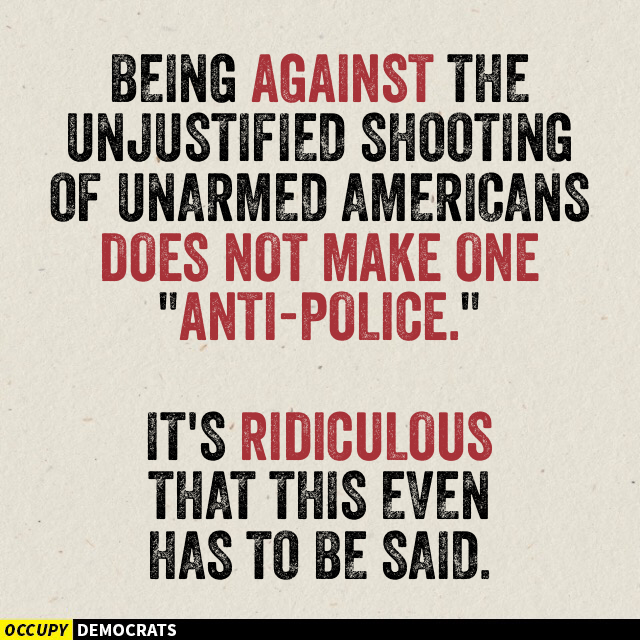 BEING AGAINST THE
UNJUSTIFIED SHOOTING
OF UNARMED AMERICANS
DOES NOT MAKE ONE
"ANTI-POLICE."
IT'S RIDICULOUS
THAT THIS EVEN
HAS TO BE SAID.
OCCUPY DEMOCRATS